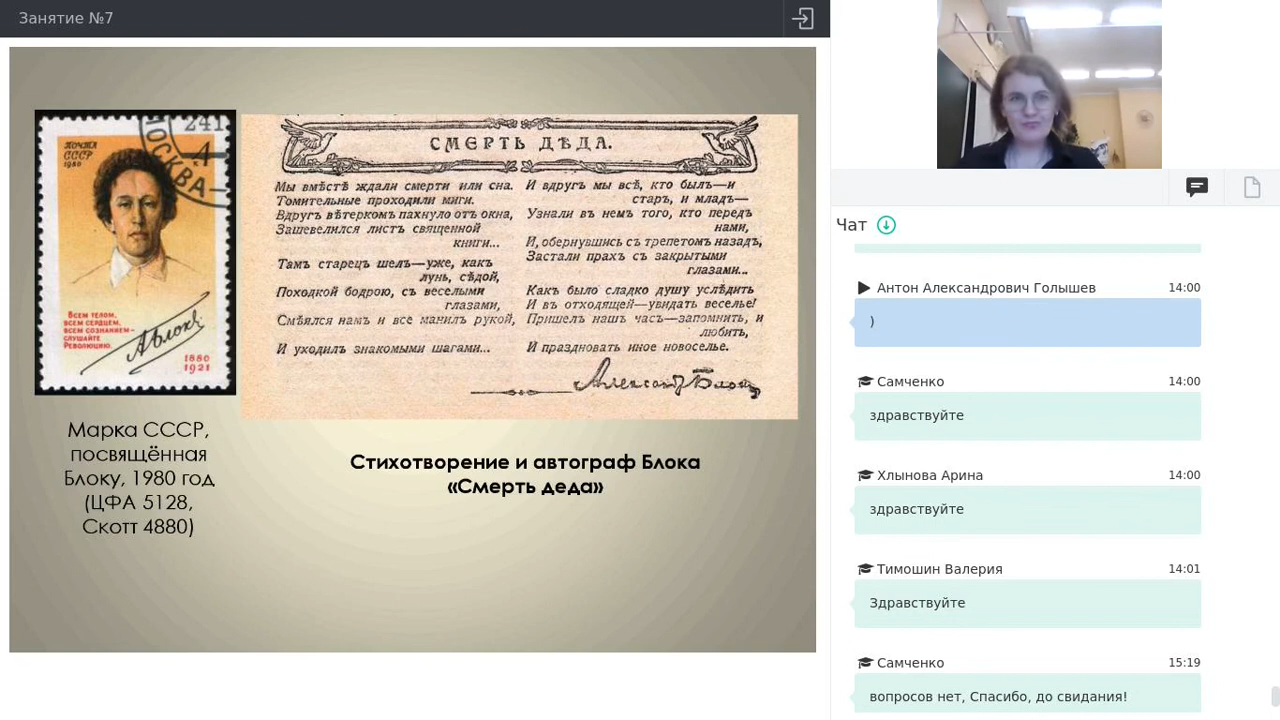 Занятие №7
241
МОСКВА-
ПОЧТА
СССР
1980
4
Всем телом,
всем сердцем,
всем сознанием–
слушайте
Революцию.
А Блокъ
1880
1921
СМЕРТЬ ДѢДА.
Мы вмѣстѣ ждали смерти или сна.
Томительные проходили миги.
Вдругъ вѣтеркомъ пахнуло отъ окна,
Зашевелился листъ священной
книги...
Тамъ старецъ шелъ—уже, какъ
лунь, сѣдой,
Походкой бодрою, съ веселыми
глазами,
Смѣялся намъ и все манилъ рукой,
И уходилъ знакомыми шагами...
И вдругъ мы всѣ, кто былъ—и
старъ, и младъ—
Узнали въ немъ того, кто передъ
нами,
И, обернувшись съ трепетомъ назадъ,
Застали прахъ съ закрытыми
глазами...
Какъ было сладко душу услѣдить
И въ отходящей—увидать веселье!
Пришелъ нашъ часъ—запомнить, и
любить,
И праздновать иное новоселье.
Александръ Блокъ
Марка СССР,
посвящённая
Блоку, 1980 год
(ЦФА 5128,
Скотт 4880)
Стихотворение и автограф Блока
«Смерть деда»
Чат
Антон Александрович Голышев 14:00
)
Самченко 14:00
здравствуйте
Хлынова Арина 14:00
здравствуйте
Тимошин Валерия 14:01
Здравствуйте
Самченко 15:19
вопросов нет, Спасибо, до свидания!